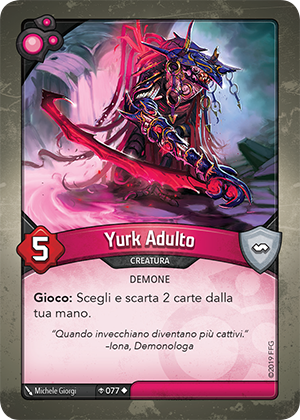 Yurk Adulto
5
CREATURA
DEMONE
Gioco: Scegli e scarta 2 carte dalla
tua mano.
“Quando invecchiano diventano più cattivi.”
-Iona, Demonologa
©2019 FFG
Michele Giorgi
077